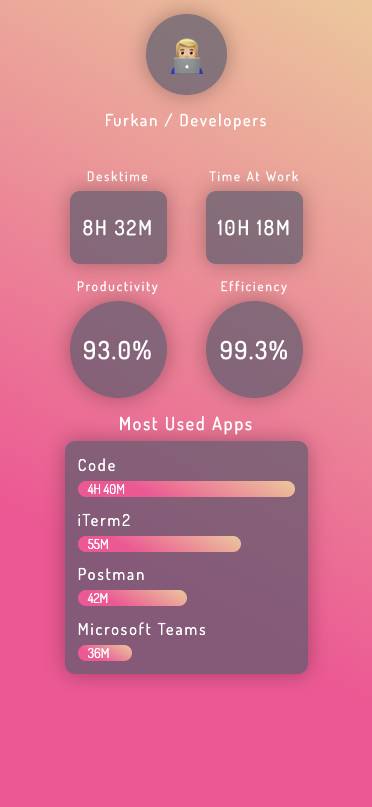 Furkan / Developers
Desktime Time At Work
8H 32M 10H 18M
Productivity Efficiency
93.0% 99.3%
Most Used Apps
Code
4H 40M
iTerm2
55M
Postman
42M
Microsoft Teams
36M